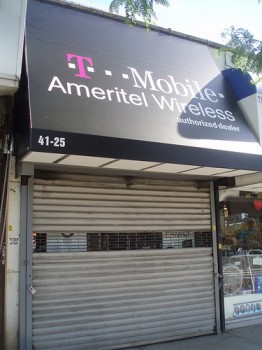 T··Mobile·
Ameritel Wireless
authorized dealer
41-25